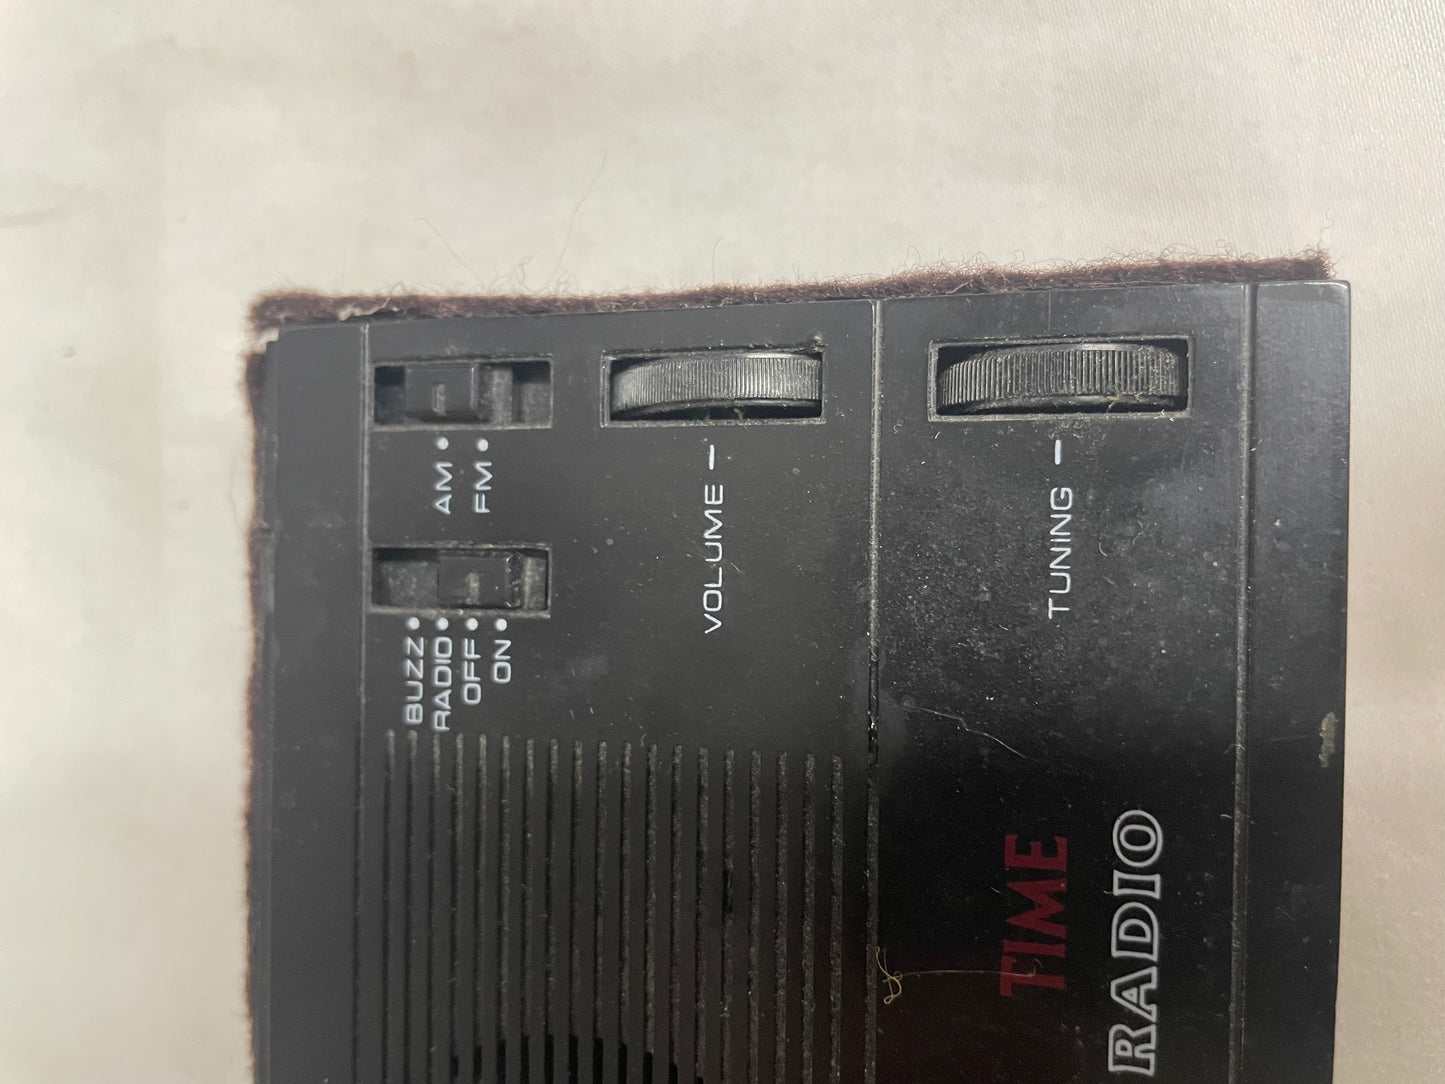 AM
FM
BUZZ
RADIO
OFF
ON
VOLUME
TUNING
TIME
RADIO